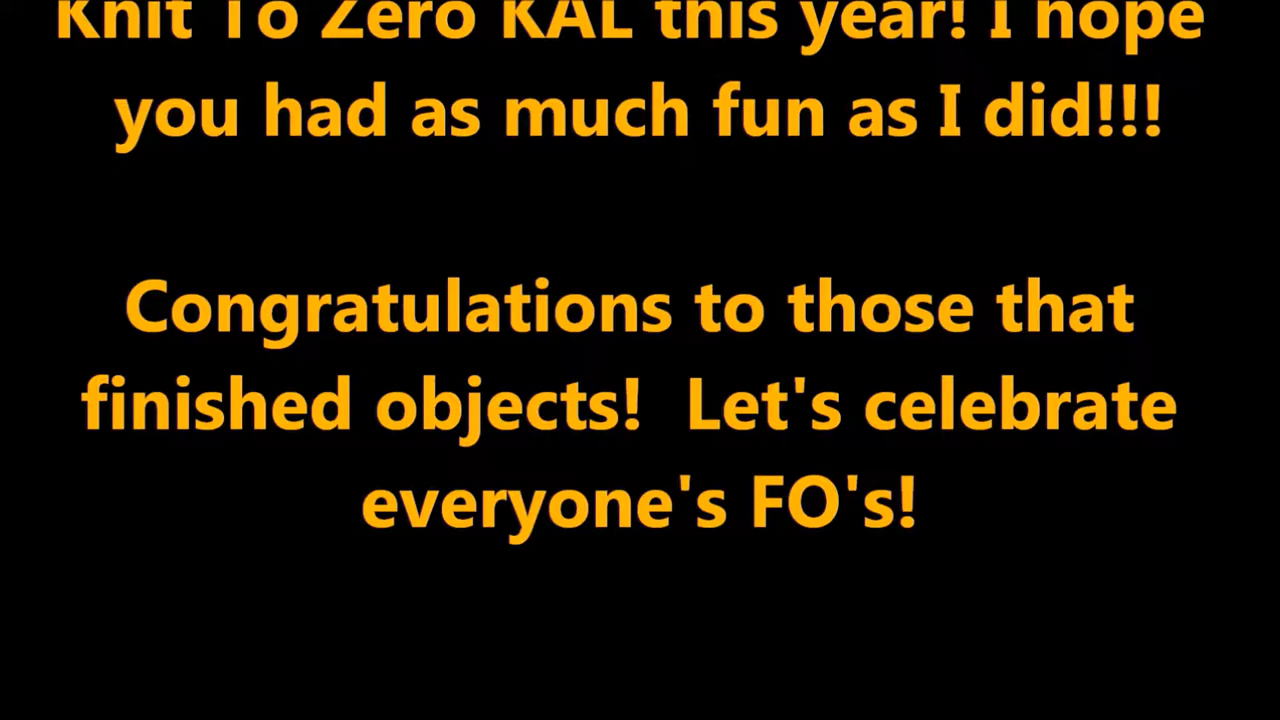 Knit To Zero KAL this year! I hope
you had as much fun as I did!!!
Congratulations to those that
finished objects!  Let's celebrate
everyone's FO's!